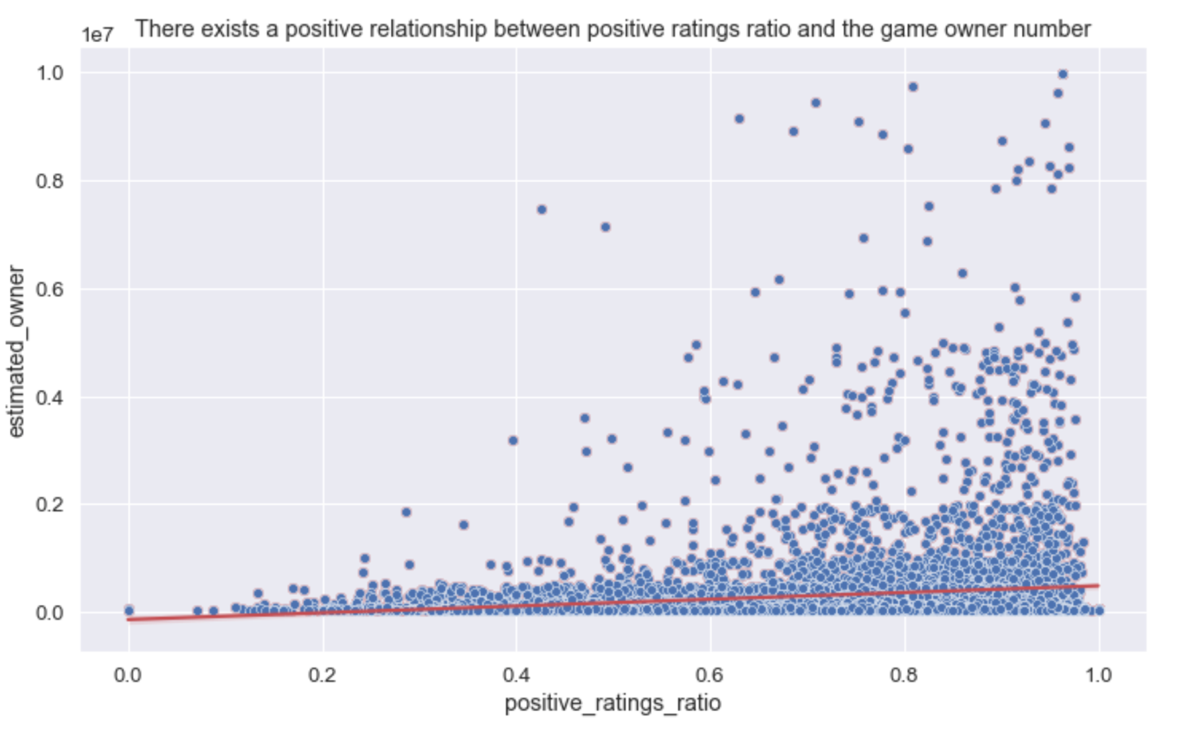 There exists a positive relationship between positive ratings ratio and the game owner number
1e7
1.0
0.8
0.6
0.4
0.2
0.0
estimated_owner
0.0 0.2 0.4 0.6 0.8 1.0
positive_ratings_ratio